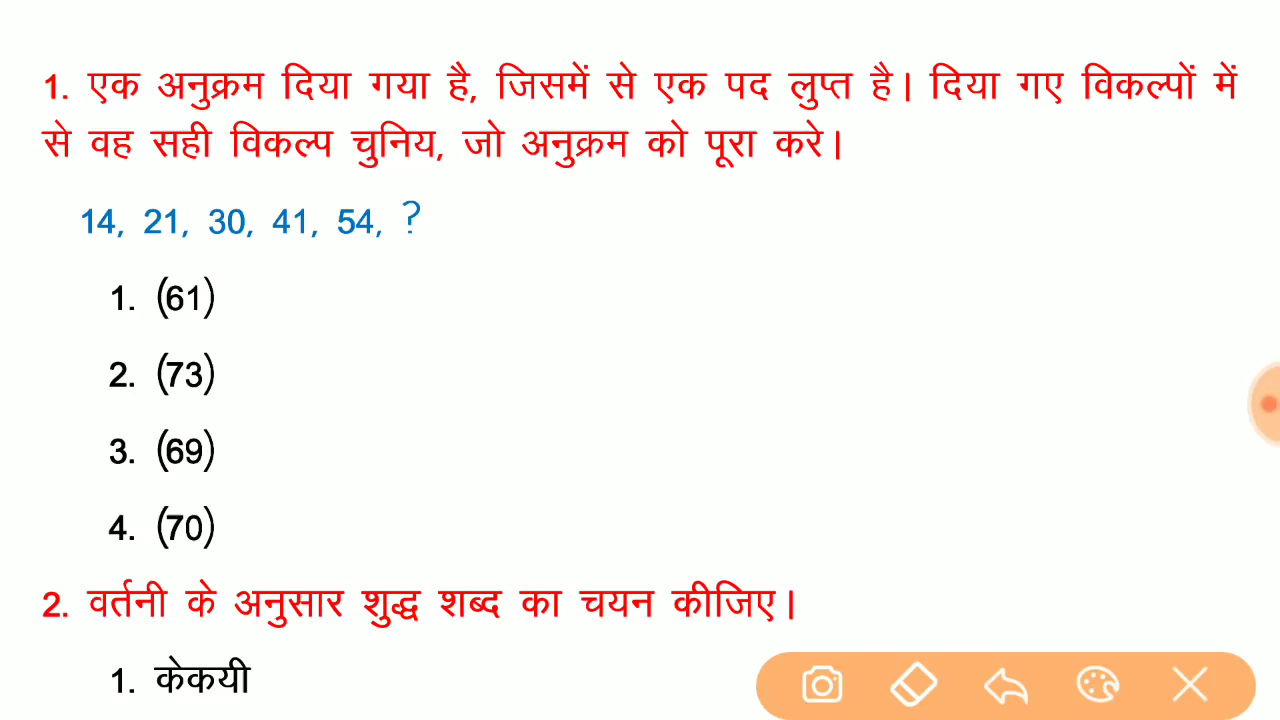 1. एक अनुक्रम दिया गया है, जिसमें से एक पद लुप्त है। दिया गए विकल्पों में
से वह सही विकल्प चुनिय, जो अनुक्रम को पूरा करे।
14, 21, 30, 41, 54, ?
1. (61)
2. (73)
3. (69)
4. (70)
2. वर्तनी के अनुसार शुद्ध शब्द का चयन कीजिए।
1. केकयी